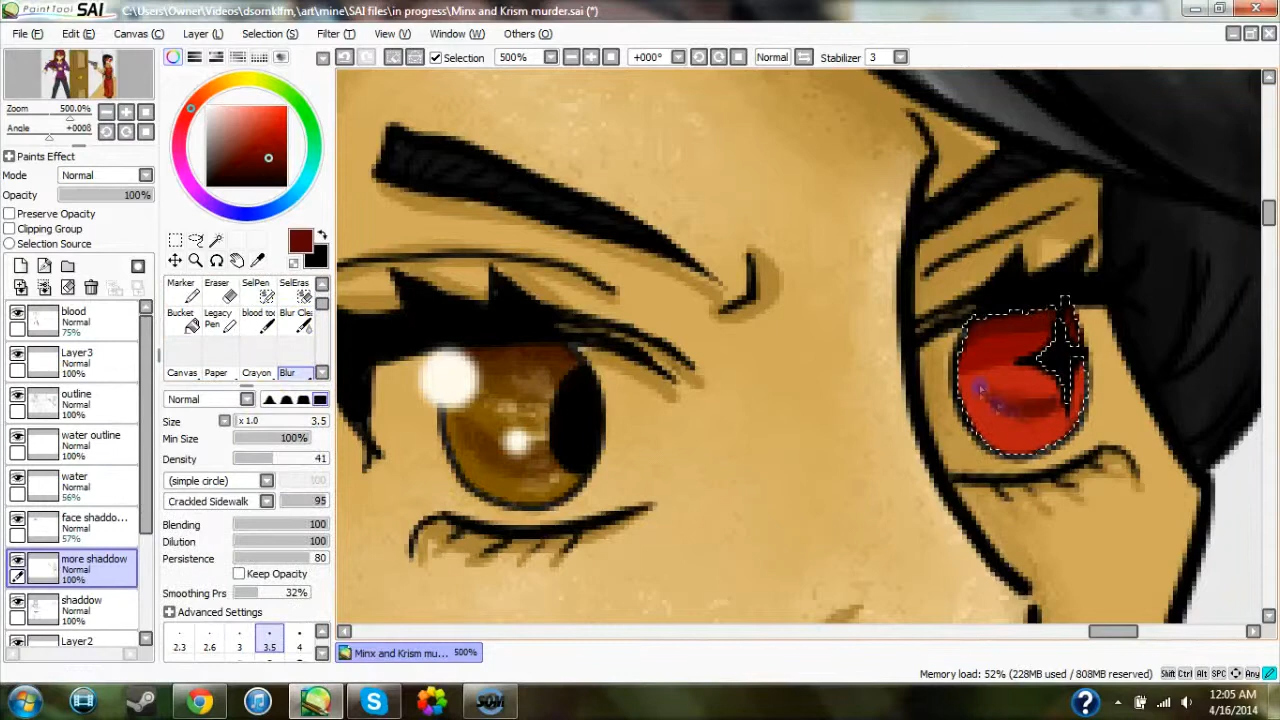 PaintTool SAI C:\Users\Owner\Videos\dsornklfm,\art\mine\SAI files\in progress\Minx and Krism murder.sai (*)
File (F) Edit (E) Canvas (C) Layer (L) Selection (S) Filter (T) View (V) Window (W) Others (O)
Selection 500% +000° Normal Stabilizer 3
Zoom 500.0%
Angle +0008
Paints Effect
Mode Normal
Opacity 100%
Preserve Opacity
Clipping Group
Selection Source
blood
Normal
75%
Layer3
Normal
100%
outline
Normal
100%
water outline
Normal
100%
water
Normal
56%
face shaddo...
Normal
57%
more shaddow
Normal
100%
shaddow
Normal
100%
Layer2
Marker Eraser SelPen SelEras
Bucket Legacy Pen blot tou Blur Clea
Canvas Paper Crayon Blur
Normal
Size x 1.0 3.5
Min Size 100%
Density 41
(simple circle) 100
Crackled Sidewalk 95
Blending 100
Dilution 100
Persistence 80
Keep Opacity
Smoothing Prs 32%
Advanced Settings
2.3 2.6 3 3.5 4
Minx and Krism mu... 500%
Memory load: 52% (228MB used / 808MB reserved) Shift Ctrl Alt SPC Any
12:05 AM
4/16/2014